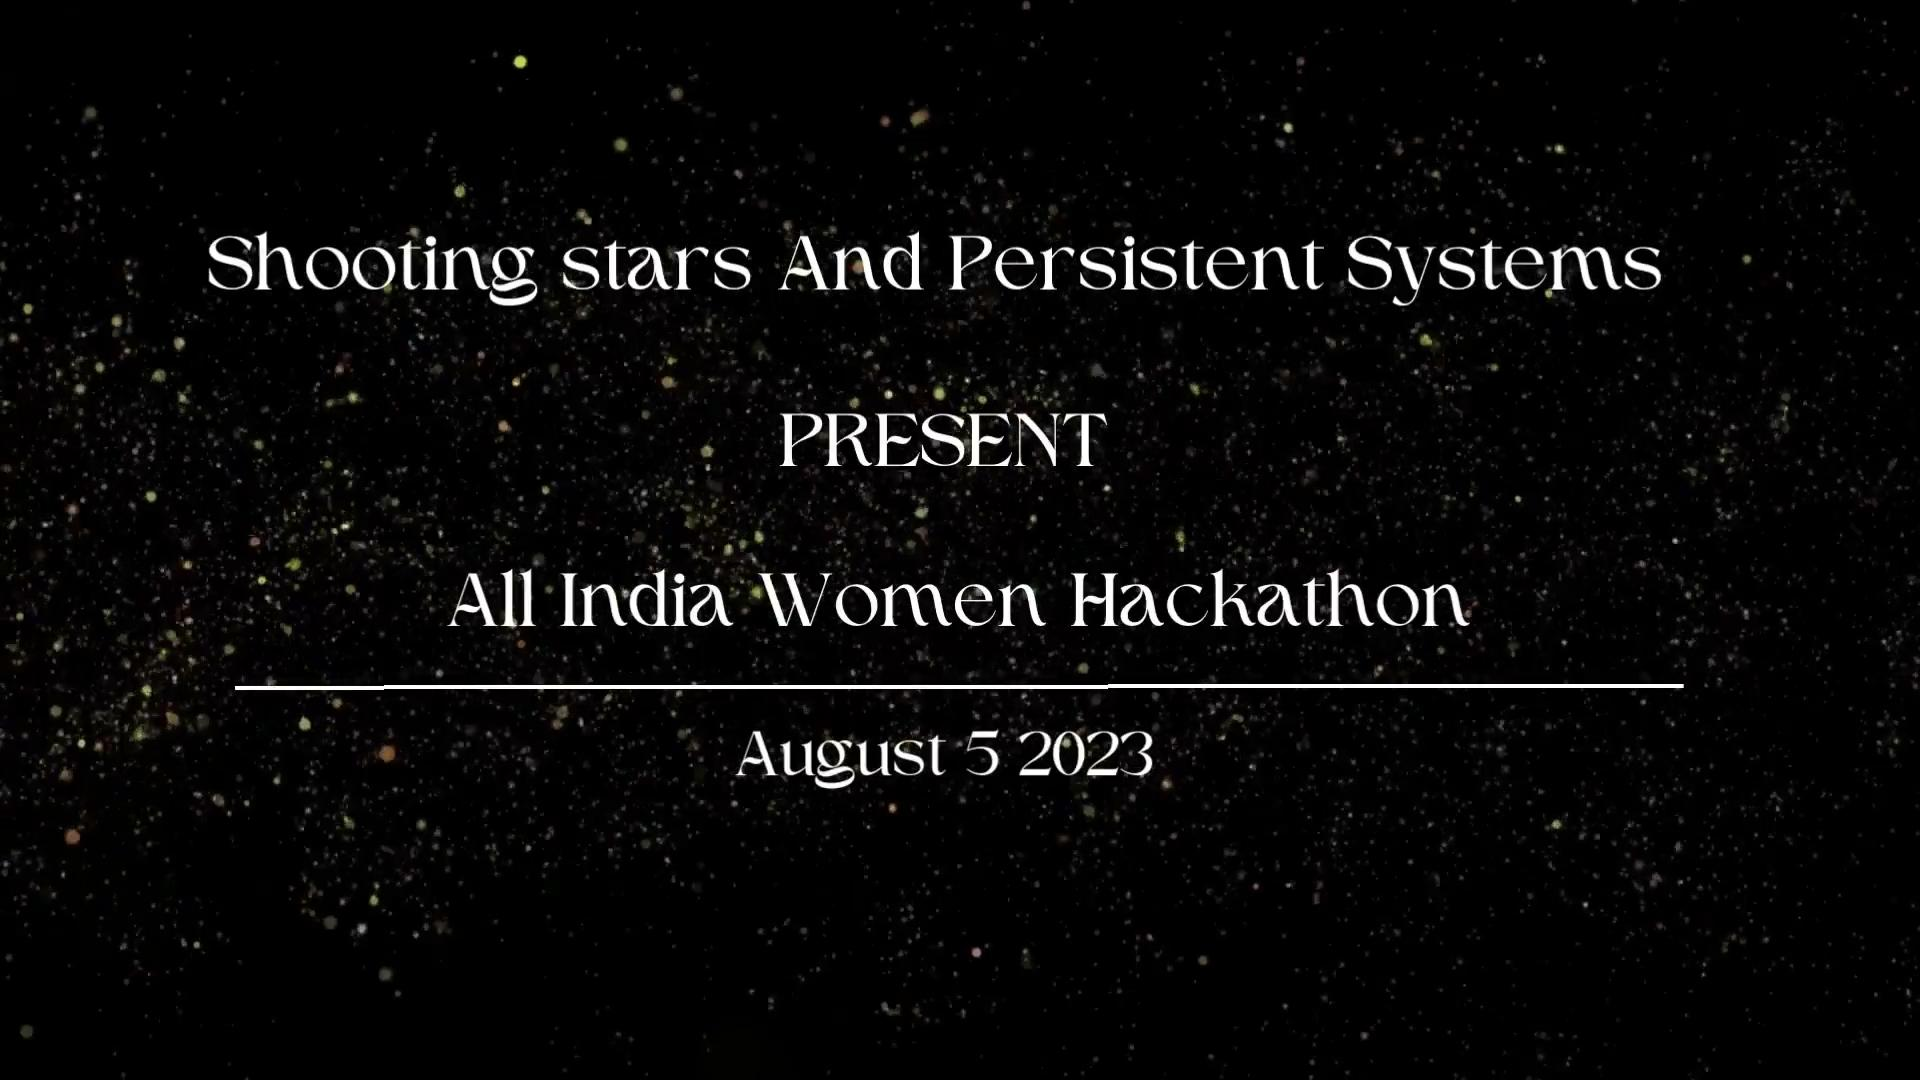 Shooting stars And Persistent Systems
PRESENT
All India Women Hackathon
August 5 2023